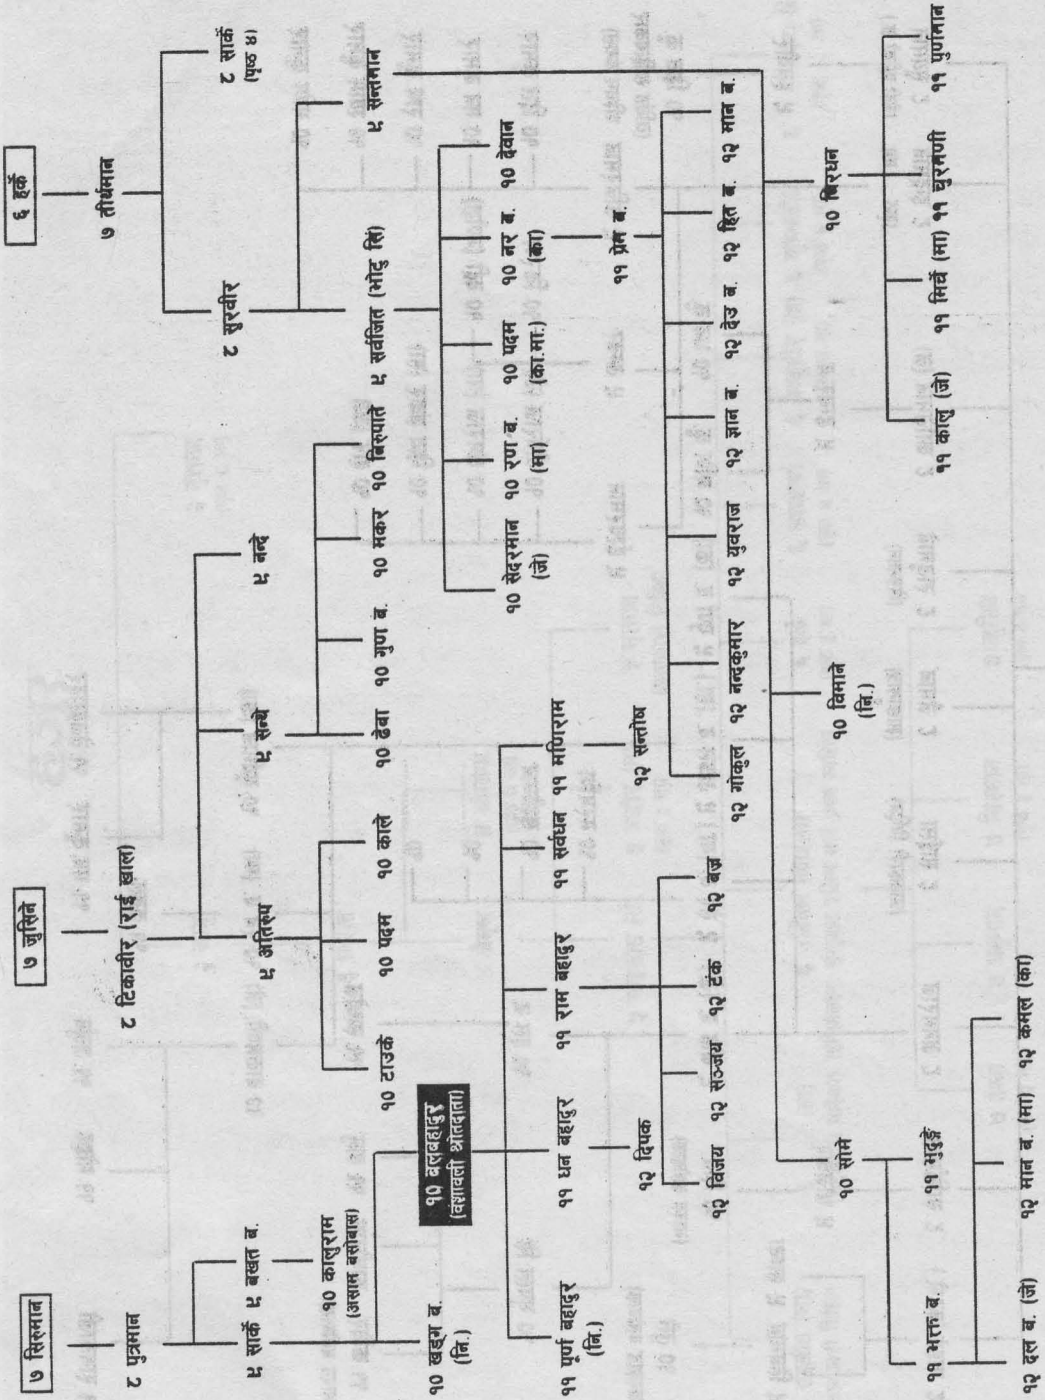 ७ सिरुमान
७ जुसिने
६ हर्के
८ पुत्रमान
८ टिकावीर (राई खाल)
७ तीर्थमान
८ सुरवीर
८ सार्के
(पृष्ठ ४)
९ सार्के
९ बखत ब.
९ अतिरुप
९ सन्ये
९ नन्दे
९ सर्वजित (भोटु सिं)
९ सन्तमान
१० कालुराम
(असाम बसोबास)
१० खड्ग ब.
(नि.)
१० बलबहादुर
(वंशावली श्रोतदाता)
१० टाउके
१० पदम
१० काले
१० ढेबा
१० गुण ब.
१० मकर
१० बिरुपाते
१० सेदरमान
(जे)
१० रण ब.
(मा)
१० पदम
(का.मा.)
१० नर ब.
(का)
१० देवान
११ पूर्ण बहादुर
(नि.)
११ धन बहादुर
११ राम बहादुर
११ सर्वधन
११ मणिराम
११ प्रेम ब.
१२ दिपक
१२ सन्तोष
१२ विजय
१२ सञ्जय
१२ टंक
१२ बज्र
१२ गोकुल
१२ नन्दकुमार
१२ युवराज
१२ ज्ञान ब.
१२ देउ ब.
१२ हित ब.
१२ मान ब.
१० सोमे
१० विमाने
(नि.)
१० बिरधन
११ भक्त ब.
११ भुदुङ्गे
११ कालु (जे)
११ मिर्चे (मा)
११ चुरमणी
११ पुर्णमान
१२ दल ब. (जे)
१२ मान ब. (मा)
१२ कमल (का)